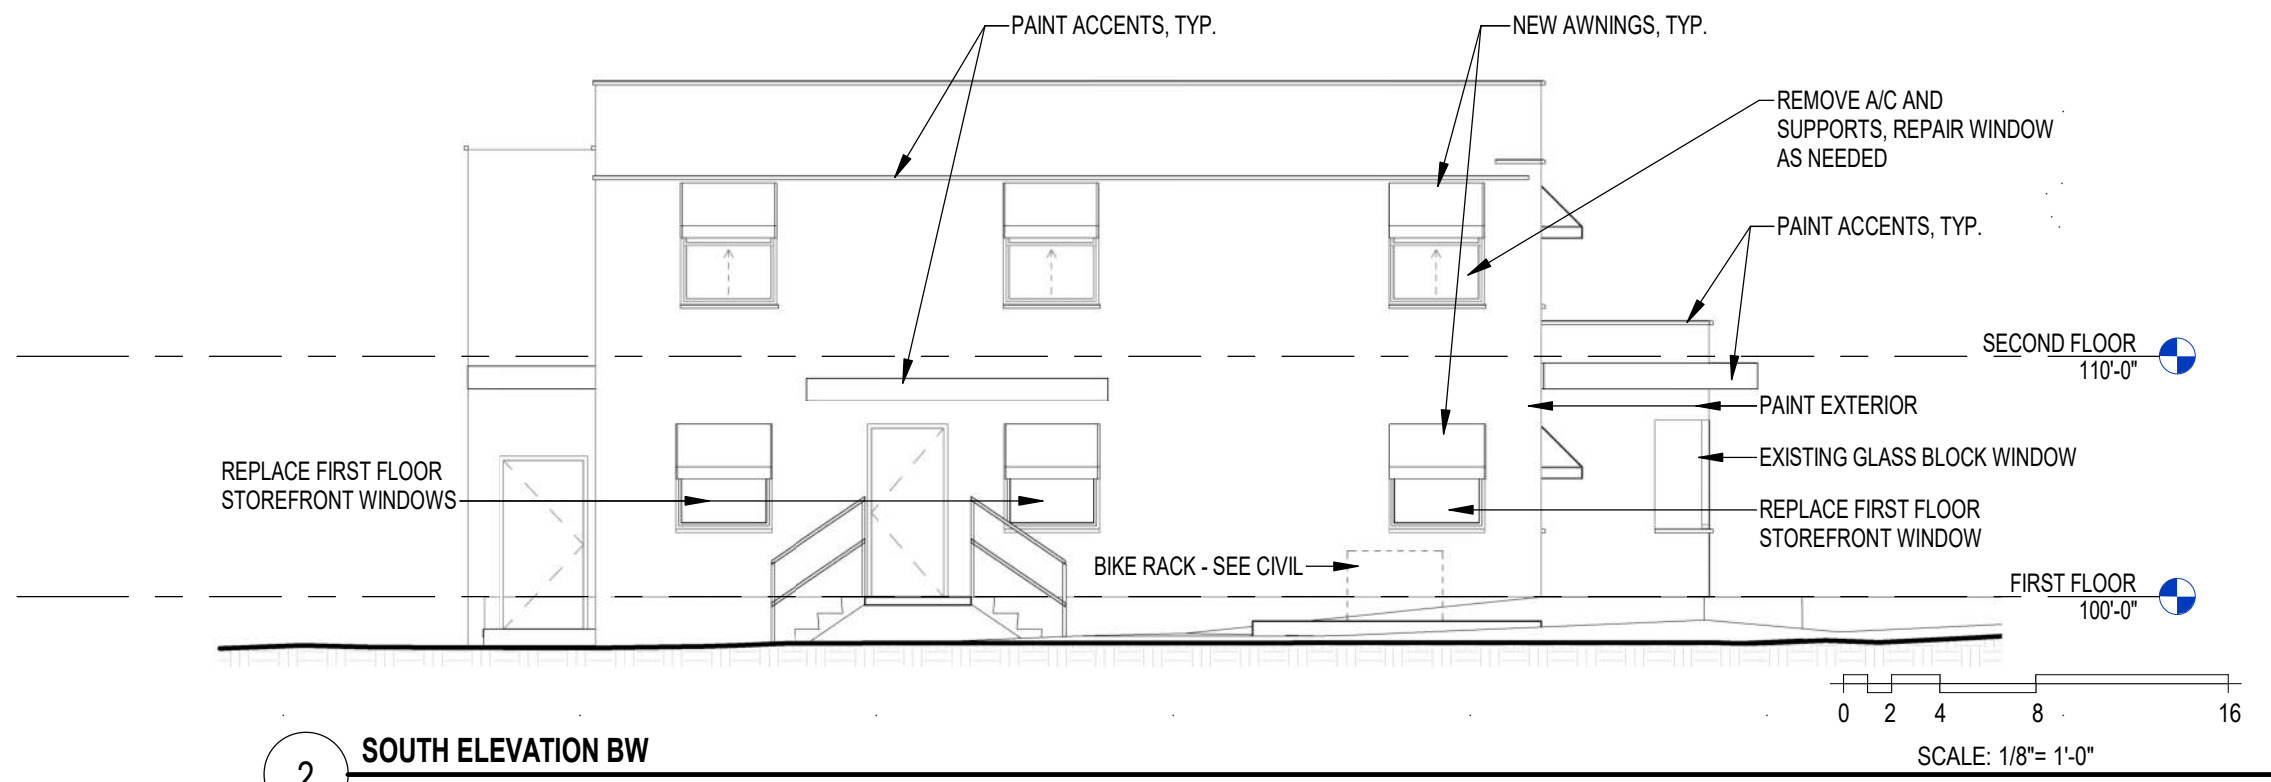 PAINT ACCENTS, TYP.
NEW AWNINGS, TYP.
REMOVE A/C AND
SUPPORTS, REPAIR WINDOW
AS NEEDED
PAINT ACCENTS, TYP.
SECOND FLOOR
110'-0"
PAINT EXTERIOR
EXISTING GLASS BLOCK WINDOW
REPLACE FIRST FLOOR
STOREFRONT WINDOWS
REPLACE FIRST FLOOR
STOREFRONT WINDOW
BIKE RACK - SEE CIVIL
FIRST FLOOR
100'-0"
0 2 4 8 16
2
SOUTH ELEVATION BW
SCALE: 1/8"= 1'-0"